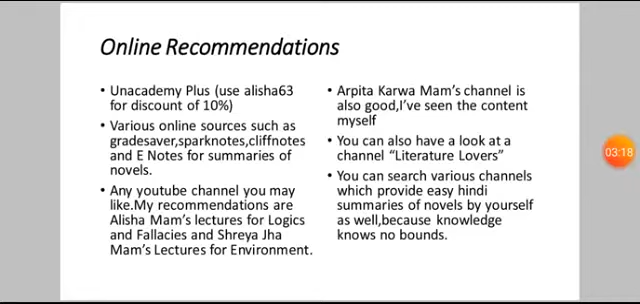 Online Recommendations
• Unacademy Plus (use alisha63
for discount of 10%)
• Various online sources such as
gradesaver,sparknotes,cliffnotes
and E Notes for summaries of
novels.
• Any youtube channel you may
like.My recommendations are
Alisha Mam's lectures for Logics
and Fallacies and Shreya Jha
Mam's Lectures for Environment.
• Arpita Karwa Mam's channel is
also good,I've seen the content
myself
• You can also have a look at a
channel "Literature Lovers"
• You can search various channels
which provide easy hindi
summaries of novels by yourself
as well,because knowledge
knows no bounds.
03:18